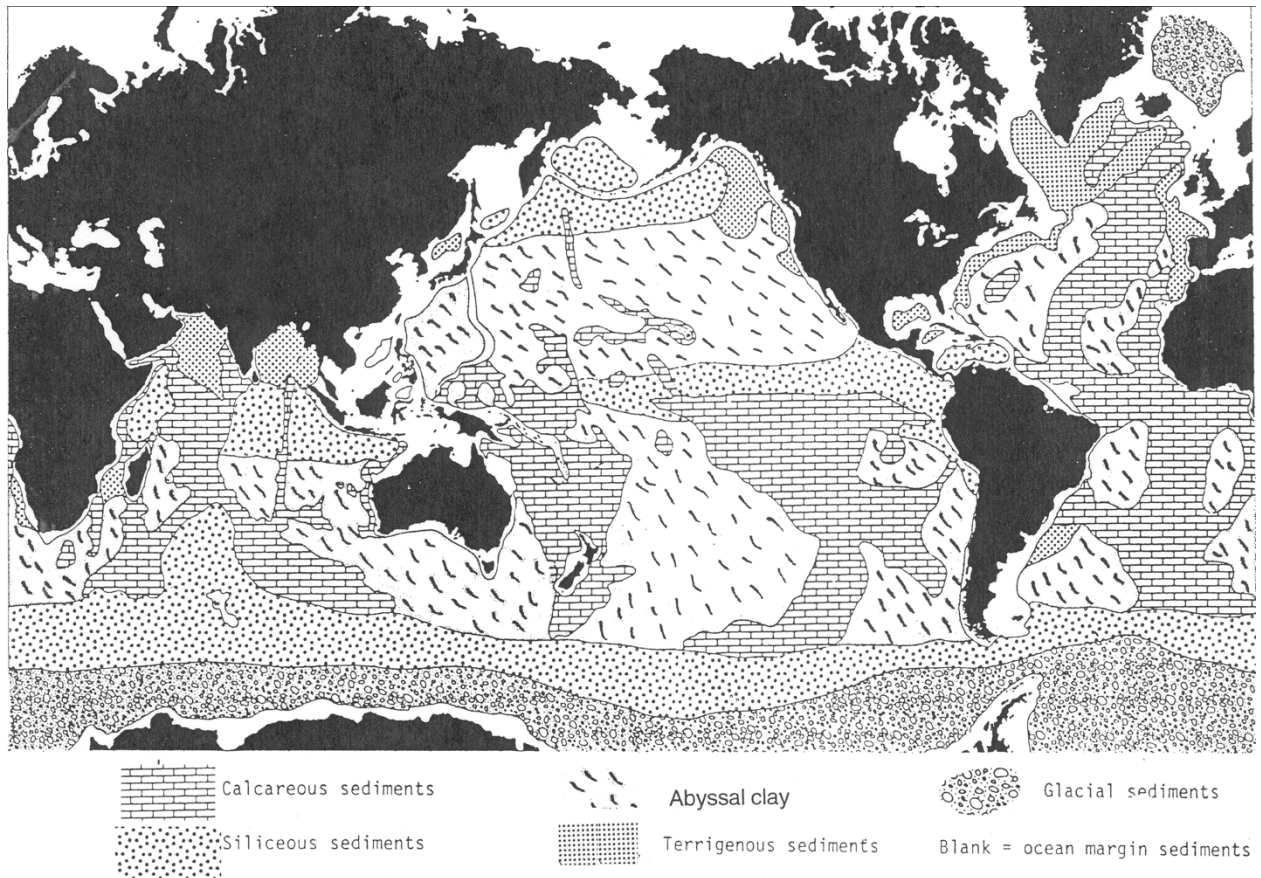 Calcareous sediments
Abyssal clay
Glacial sediments
Siliceous sediments
Terrigenous sediments
Blank = ocean margin sediments